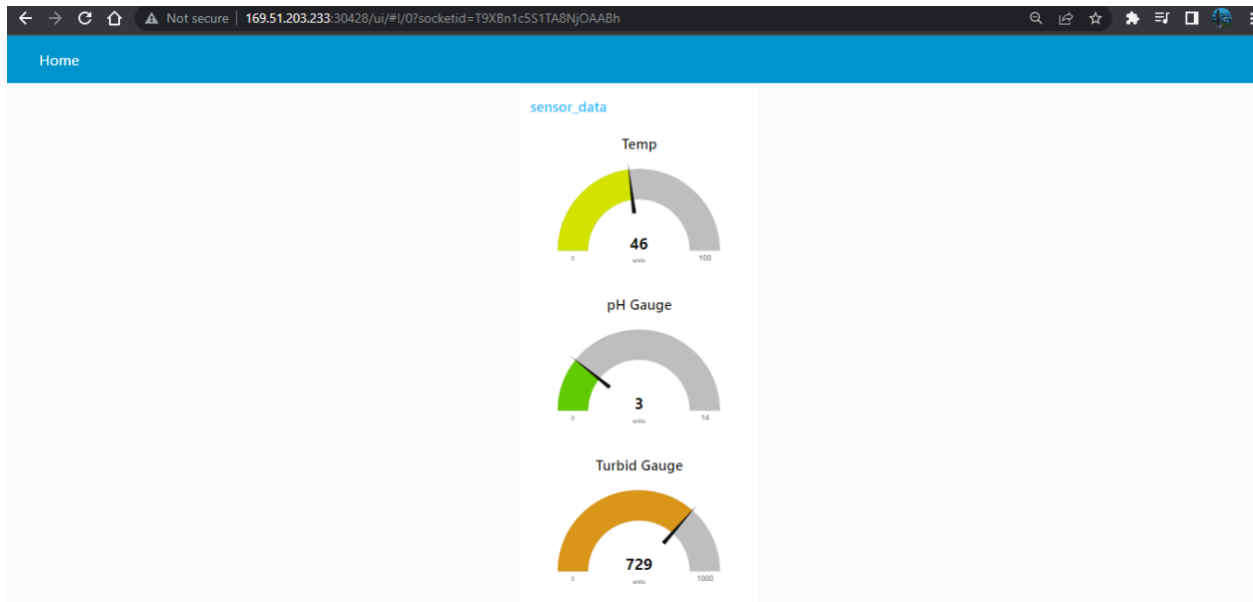 Not secure 169.51.203.233:30428/ui/#!/0?socketid=T9XBn1c5S1TA8NjOAABh
Home
sensor_data
Temp
46
0 units 100
pH Gauge
3
0 units 14
Turbid Gauge
729
0 units 1000